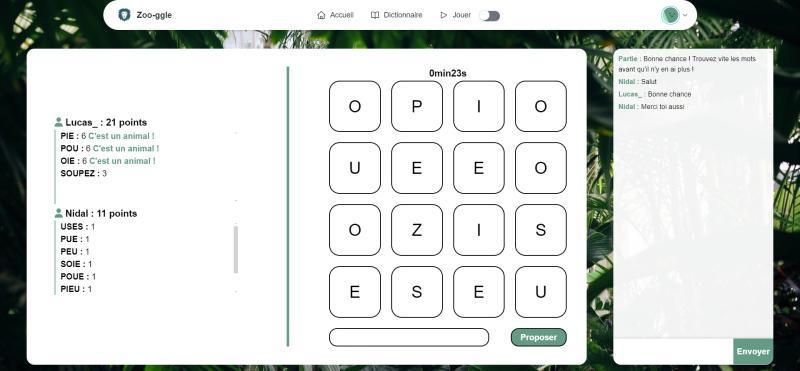 Zoo-ggle
Accueil
Dictionnaire
Jouer
Lucas_ : 21 points
PIE : 6 C'est un animal !
POU : 6 C'est un animal !
OIE : 6 C'est un animal !
SOUPEZ : 3
Nidal : 11 points
USES : 1
PUE : 1
PEU : 1
SOIE : 1
POUE : 1
PIEU : 1
0min23s
O P I O
U E E O
O Z I S
E S E U
Proposer
Partie : Bonne chance ! Trouvez vite les mots
avant qu'il n'y en ai plus !
Nidal : Salut
Lucas_ : Bonne chance
Nidal : Merci toi aussi
Envoyer